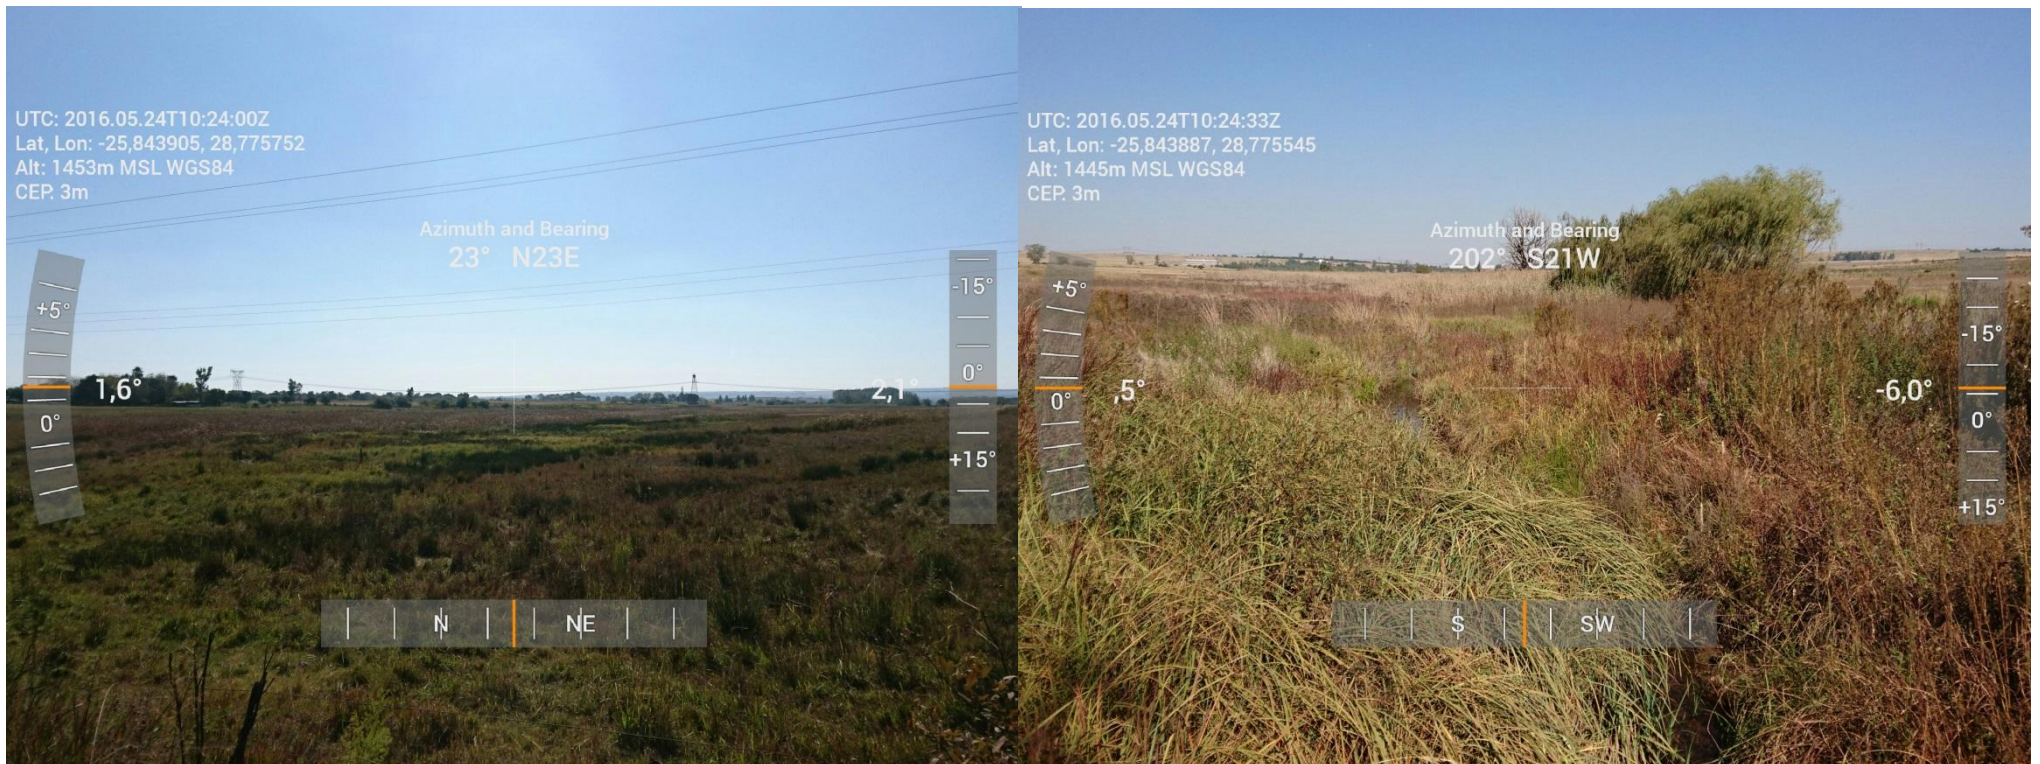 UTC: 2016.05.24T10:24:00Z
Lat, Lon: -25,843905, 28,775752
Alt: 1453m MSL WGS84
CEP: 3m
Azimuth and Bearing
23° N23E
+5°
0°
1,6°
2,1°
-15°
0°
+15°
N
NE
UTC: 2016.05.24T10:24:33Z
Lat, Lon: -25,843887, 28,775545
Alt: 1445m MSL WGS84
CEP: 3m
Azimuth and Bearing
202° S21W
+5°
0°
,5°
-6,0°
-15°
0°
+15°
S
SW